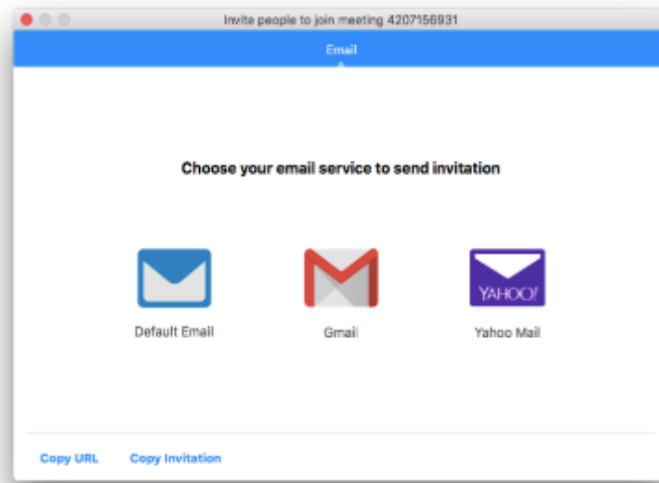 Invite people to join meeting 4207156931
Email
Choose your email service to send invitation
YAHOO!
Default Email
Gmail
Yahoo Mail
Copy URL
Copy Invitation